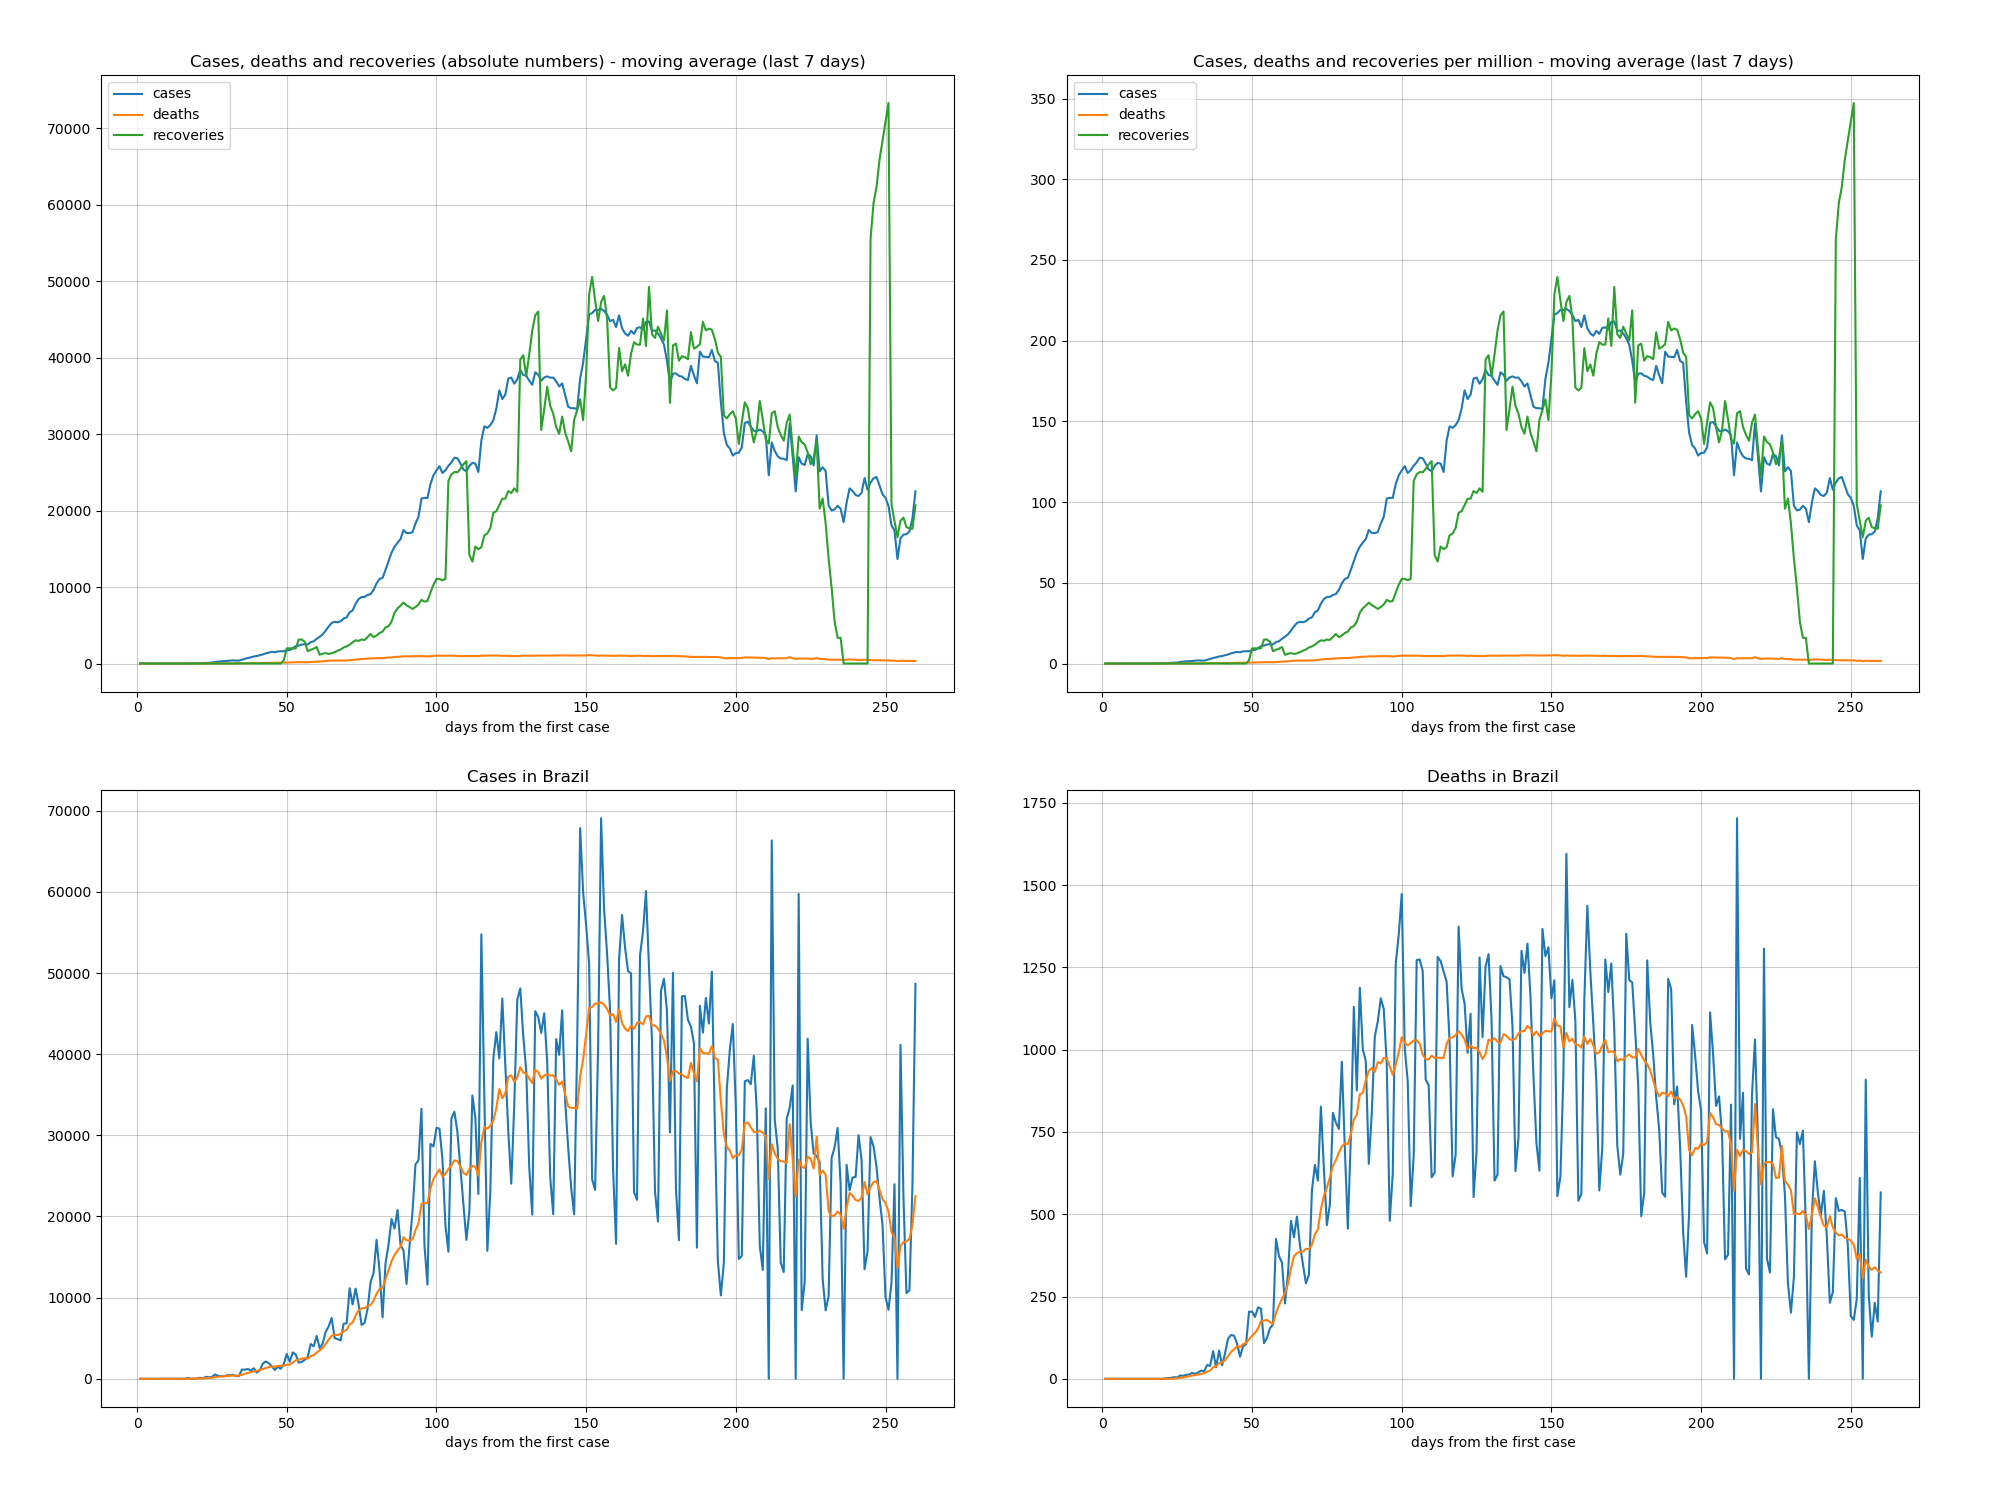 Cases, deaths and recoveries (absolute numbers) - moving average (last 7 days)
cases
deaths
recoveries
70000
60000
50000
40000
30000
20000
10000
0
0 50 100 150 200 250
days from the first case
Cases, deaths and recoveries per million - moving average (last 7 days)
cases
deaths
recoveries
350
300
250
200
150
100
50
0
0 50 100 150 200 250
days from the first case
Cases in Brazil
70000
60000
50000
40000
30000
20000
10000
0
0 50 100 150 200 250
days from the first case
Deaths in Brazil
1750
1500
1250
1000
750
500
250
0
0 50 100 150 200 250
days from the first case